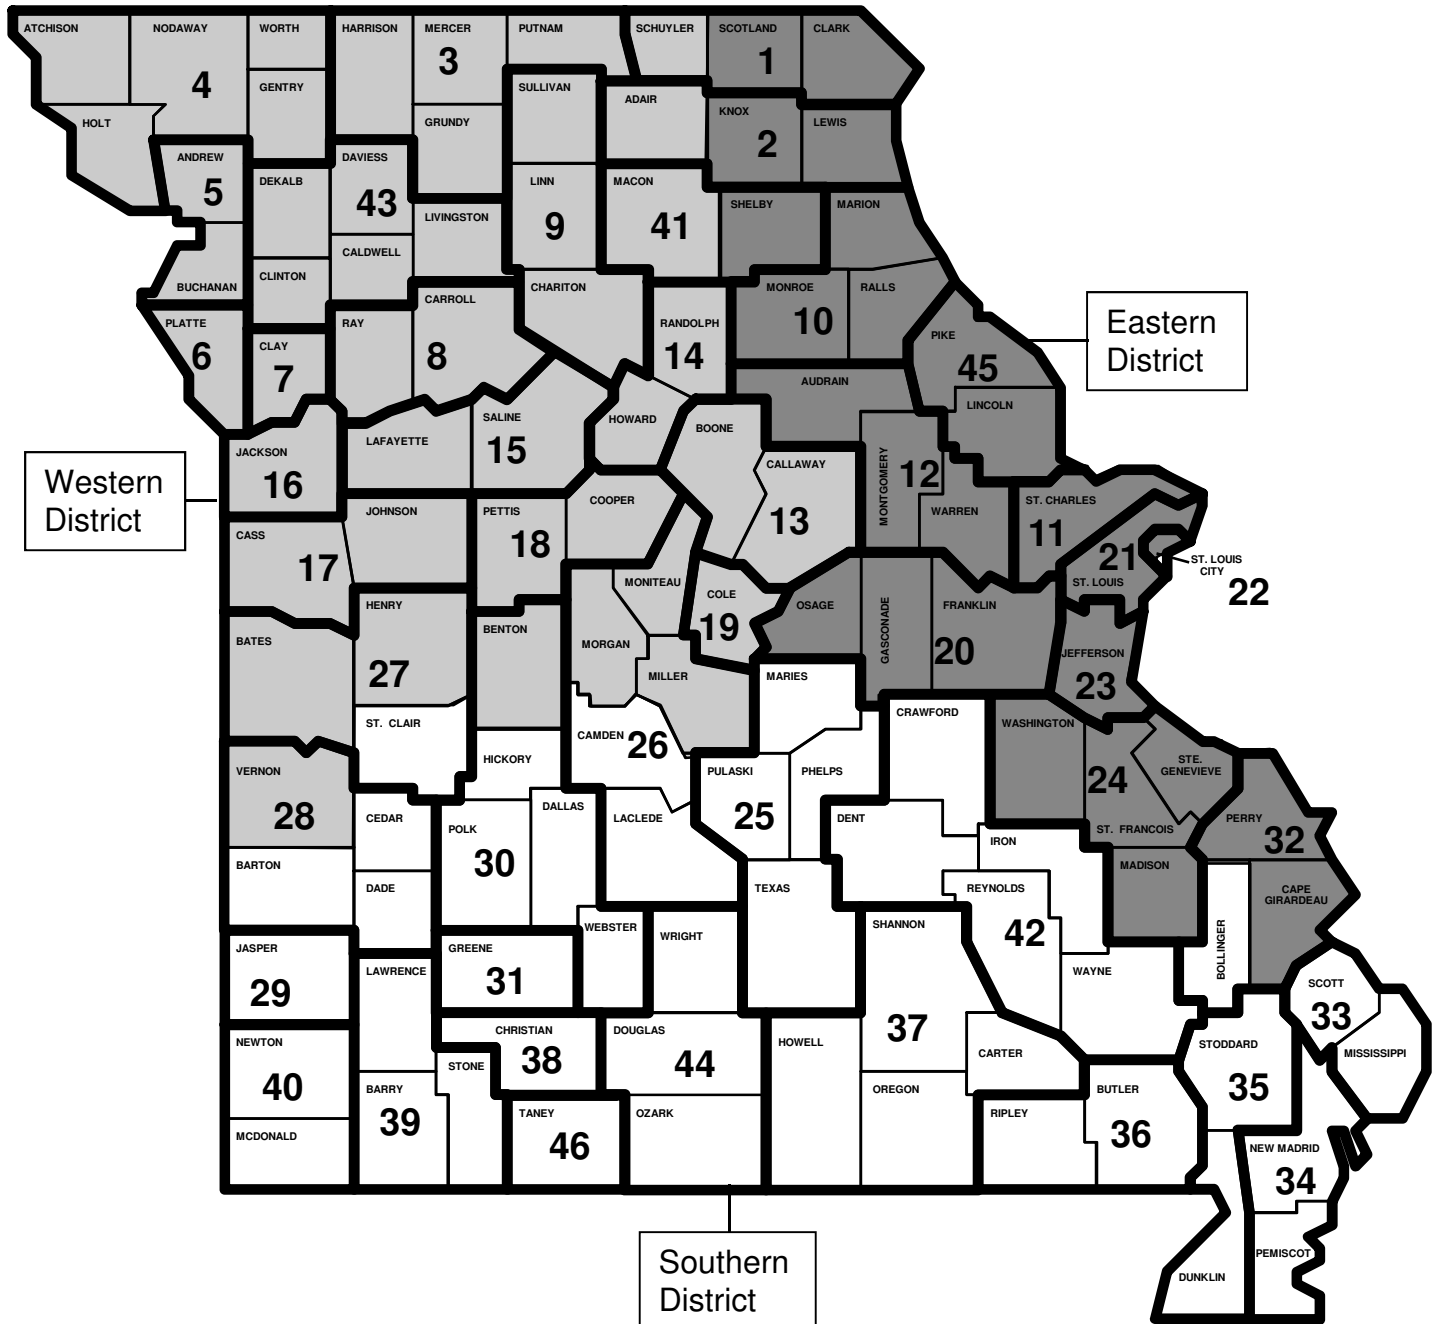 ATCHISON
NODAWAY
WORTH
HARRISON
MERCER
PUTNAM
SCHUYLER
SCOTLAND
CLARK
3
1
4
GENTRY
SULLIVAN
ADAIR
KNOX
LEWIS
HOLT
GRUNDY
2
ANDREW
DAVIESS
5
DEKALB
43
LINN
MACON
SHELBY
MARION
LIVINGSTON
9
41
CALDWELL
BUCHANAN
CLINTON
CARROLL
CHARITON
MONROE
RALLS
PLATTE
RAY
RANDOLPH
10
PIKE
Eastern
District
6
CLAY
7
8
14
45
AUDRAIN
LINCOLN
SALINE
HOWARD
BOONE
LAFAYETTE
15
JACKSON
16
CALLAWAY
MONTGOMERY
12
Western
District
COOPER
ST. CHARLES
JOHNSON
PETTIS
13
WARREN
11
CASS
18
17
21
ST. LOUIS
CITY
ST. LOUIS
22
MONITEAU
COLE
HENRY
OSAGE
GASCONADE
FRANKLIN
19
BENTON
BATES
MORGAN
20
JEFFERSON
27
MILLER
MARIES
23
ST. CLAIR
CRAWFORD
WASHINGTON
CAMDEN
26
HICKORY
STE.
GENEVIEVE
VERNON
PULASKI
PHELPS
24
28
CEDAR
DALLAS
LACLEDE
25
DENT
POLK
ST. FRANCOIS
PERRY
32
30
IRON
BARTON
MADISON
DADE
TEXAS
REYNOLDS
CAPE
GIRARDEAU
WEBSTER
SHANNON
WRIGHT
42
BOLLINGER
JASPER
GREENE
29
LAWRENCE
31
WAYNE
SCOTT
33
CHRISTIAN
DOUGLAS
37
NEWTON
HOWELL
STODDARD
38
44
CARTER
MISSISSIPPI
STONE
40
BARRY
OREGON
BUTLER
35
39
TANEY
OZARK
RIPLEY
MCDONALD
46
36
NEW MADRID
34
Southern
District
PEMISCOT
DUNKLIN